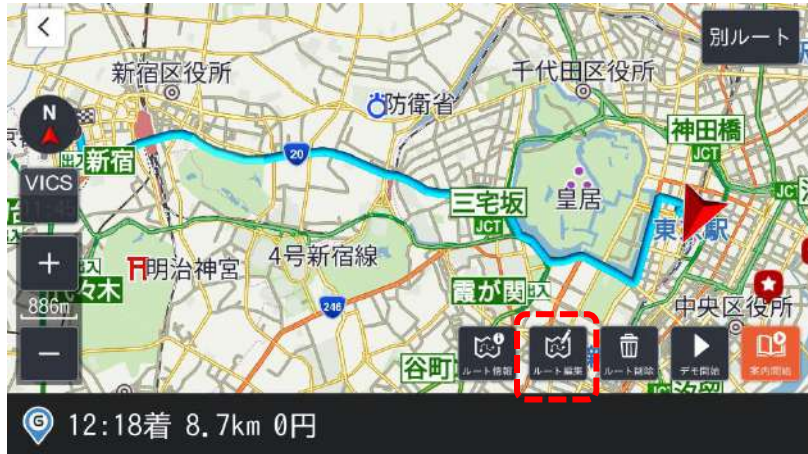 別ルート
新宿区役所
千代田区役所
防衛省
N
神田橋
JCT
新宿
20
VICS
三宅坂
JCT
皇居
JCT
明治神宮
4号新宿線
霞が関
886m
246
中央区役所
谷町
ルート情報
ルート編集
ルート削除
デモ開始
案内開始
汐留
G
12:18着 8.7km 0円